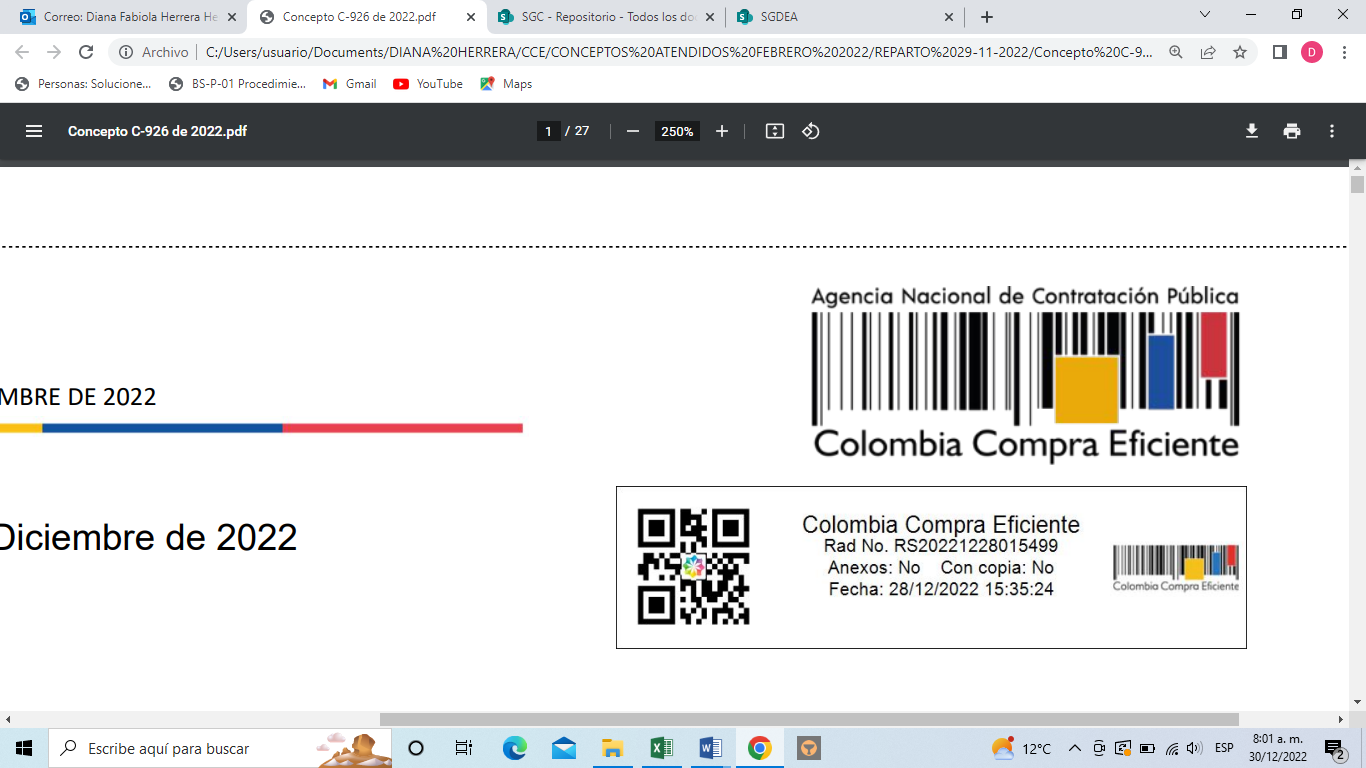 Correo: Diana Fabiola Herrera He
Concepto C-926 de 2022.pdf
SGC - Repositorio - Todos los do
SGDEA
Archivo
C:/Users/usuario/Documents/DIANA%20HERRERA/CCE/CONCEPTOS%20ATENDIDOS%20FEBRERO%202022/REPARTO%2029-11-2022/Concepto%20C-9...
D
Personas: Solucione...
BS-P-01 Procedimie...
Gmail
YouTube
Maps
Concepto C-926 de 2022.pdf
1 / 27
250%
Agencia Nacional de Contratación Pública
Colombia Compra Eficiente
MBRE DE 2022
Diciembre de 2022
Colombia Compra Eficiente
Rad No. RS20221228015499
Anexos: No Con copia: No
Fecha: 28/12/2022 15:35:24
Colombia Compra Eficiente
Escribe aquí para buscar
12°C
ESP
8:01 a. m.
30/12/2022
2